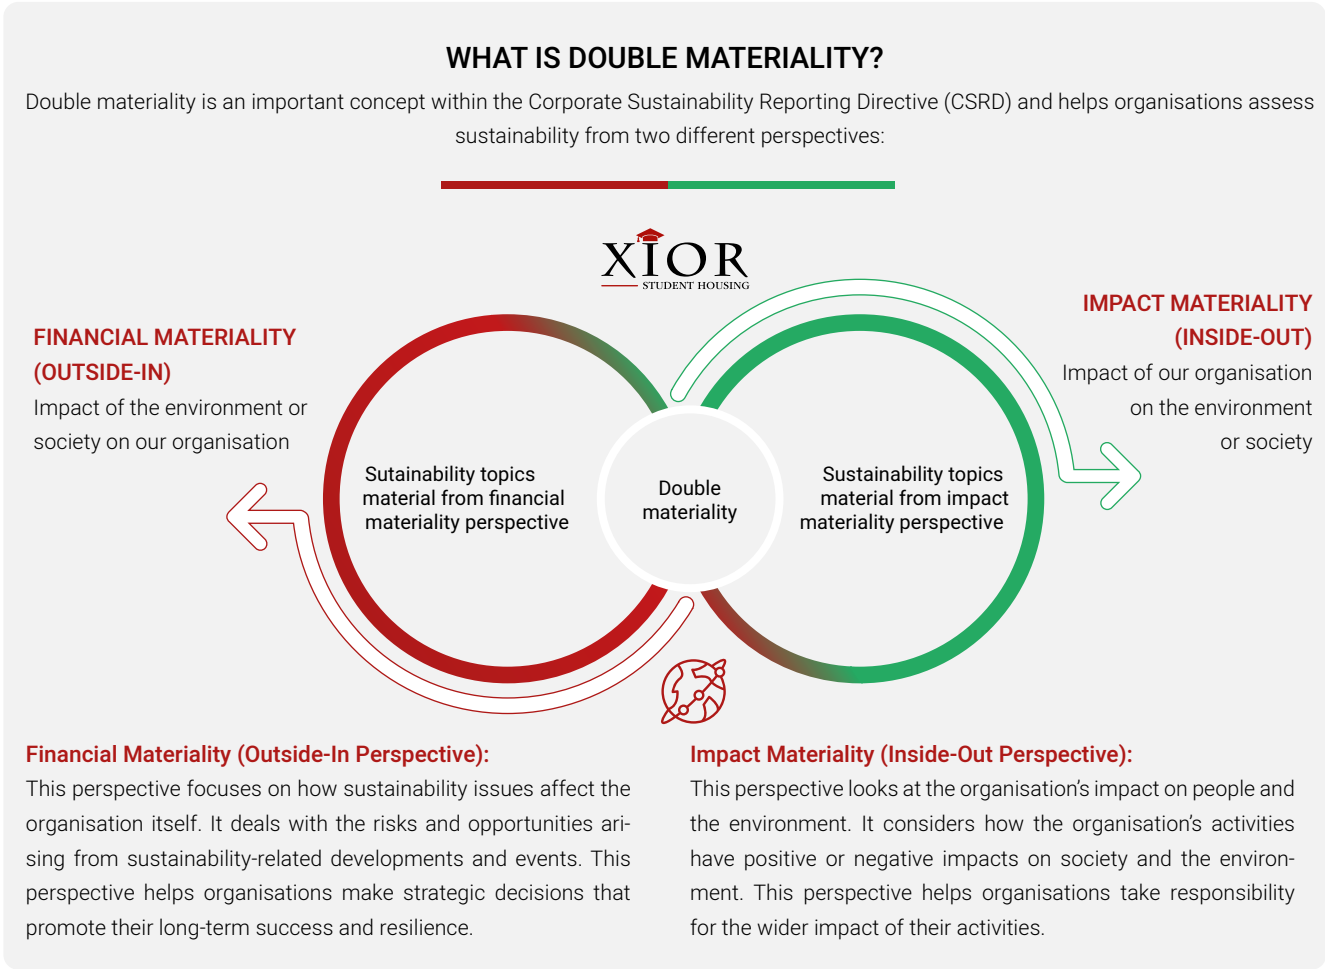 WHAT IS DOUBLE MATERIALITY?
Double materiality is an important concept within the Corporate Sustainability Reporting Directive (CSRD) and helps organisations assess
sustainability from two different perspectives:
XIOR
STUDENT HOUSING
FINANCIAL MATERIALITY
(OUTSIDE-IN)
Impact of the environment or
society on our organisation
IMPACT MATERIALITY
(INSIDE-OUT)
Impact of our organisation
on the environment
or society
Sutainability topics
material from financial
materiality perspective
Double
materiality
Sustainability topics
material from impact
materiality perspective
Financial Materiality (Outside-In Perspective):
This perspective focuses on how sustainability issues affect the
organisation itself. It deals with the risks and opportunities ari-
sing from sustainability-related developments and events. This
perspective helps organisations make strategic decisions that
promote their long-term success and resilience.
Impact Materiality (Inside-Out Perspective):
This perspective looks at the organisation’s impact on people and
the environment. It considers how the organisation’s activities
have positive or negative impacts on society and the environ-
ment. This perspective helps organisations take responsibility
for the wider impact of their activities.